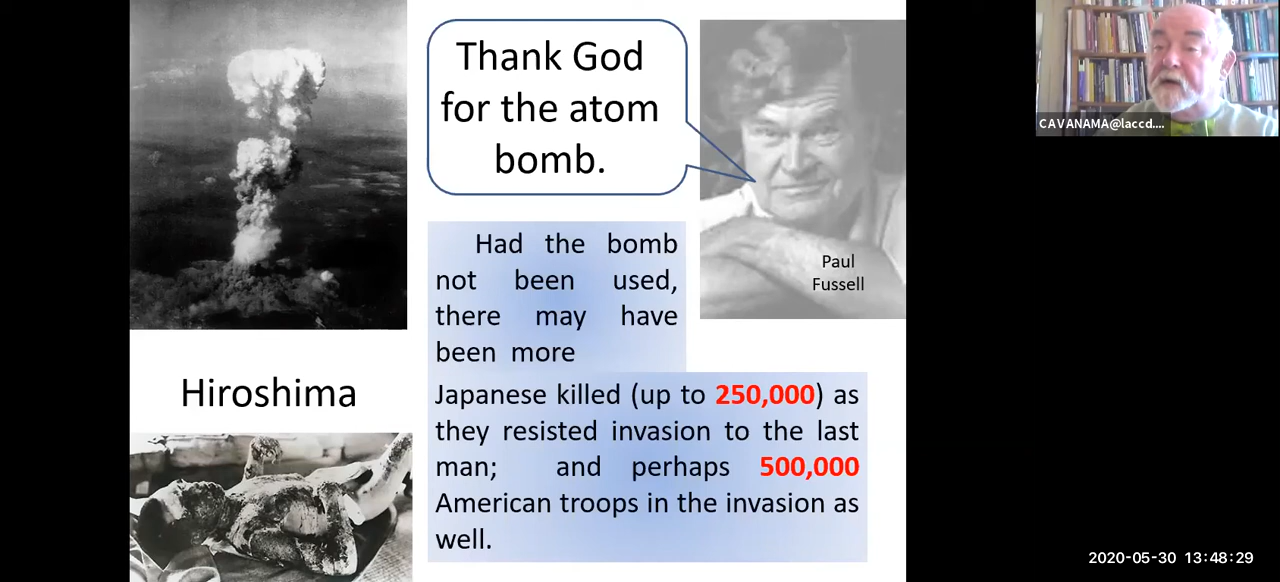 Thank God
for the atom
bomb.
CAVANAMA@laccd....
Paul
Fussell
Had the bomb
not been used,
there may have
been more
Hiroshima
Japanese killed (up to 250,000) as
they resisted invasion to the last
man; and perhaps 500,000
American troops in the invasion as
well.
2020-05-30 13:48:29